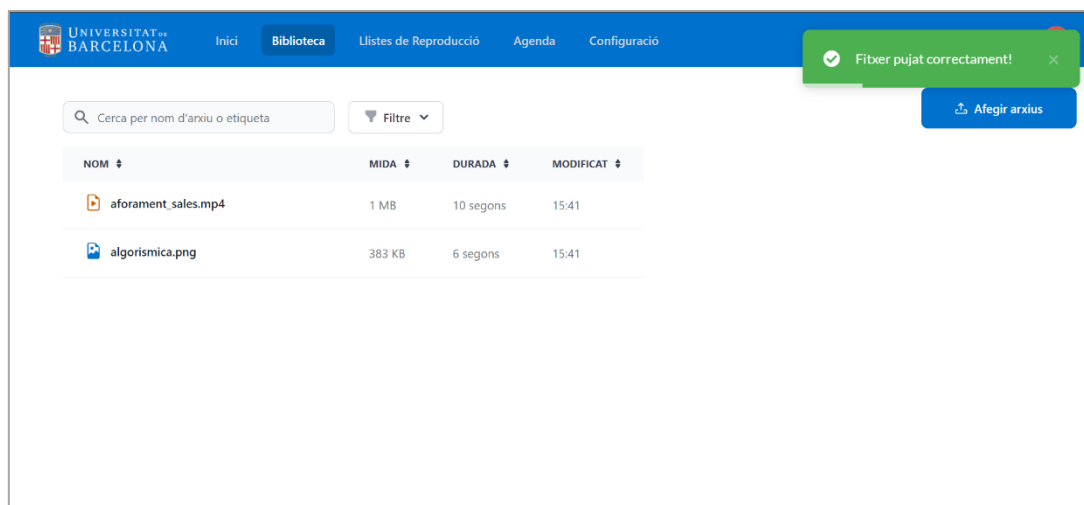 UNIVERSITAT DE
BARCELONA
Inici Biblioteca Llistes de Reproducció Agenda Configuració
Fitxer pujat correctament!
Cerca per nom d'arxiu o etiqueta Filtre Afegir arxius
NOM MIDA DURADA MODIFICAT
aforament_sales.mp4 1 MB 10 segons 15:41
algorismica.png 383 KB 6 segons 15:41